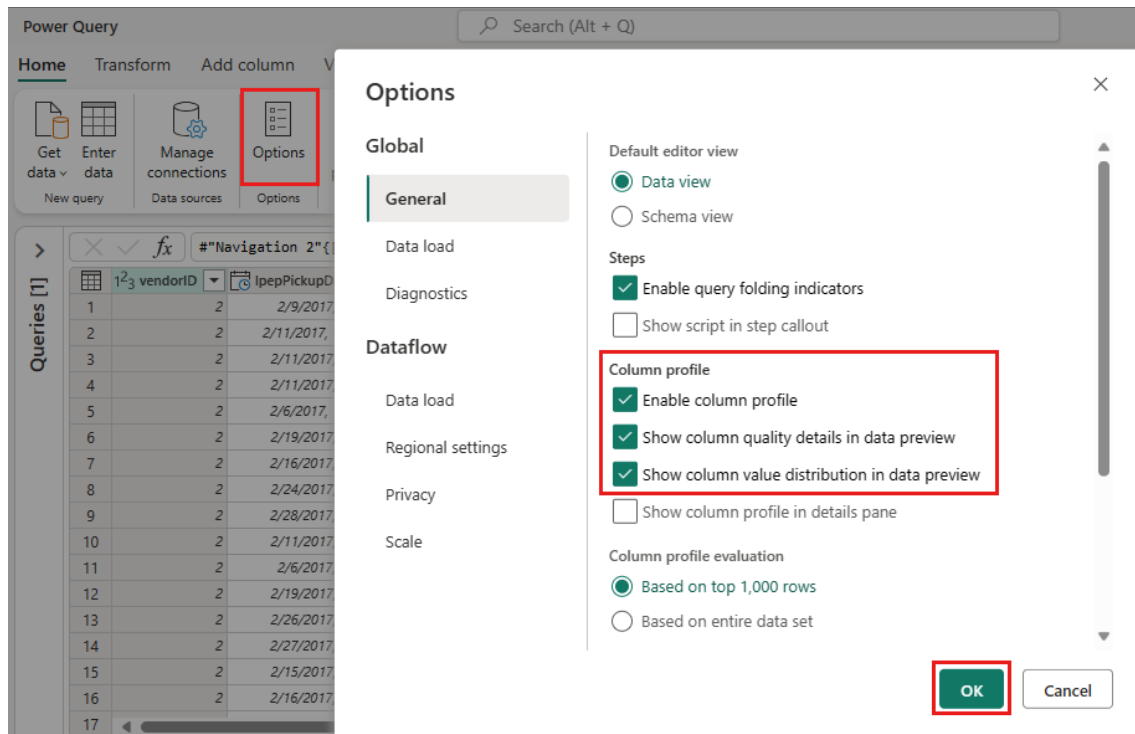 Power Query
Search (Alt + Q)
Home Transform Add column V
Get data
Enter data
Manage connections
Options
New query
Data sources
Options
fx #"Navigation 2"{
Queries [1]
1²3 vendorID lpepPickupD
1 2 2/9/2017,
2 2 2/11/2017,
3 2 2/11/2017,
4 2 2/11/2017,
5 2 2/6/2017,
6 2 2/19/2017,
7 2 2/16/2017,
8 2 2/24/2017,
9 2 2/28/2017,
10 2 2/11/2017,
11 2 2/6/2017,
12 2 2/19/2017,
13 2 2/26/2017,
14 2 2/27/2017,
15 2 2/15/2017,
16 2 2/16/2017,
17
Options
Global
General
Data load
Diagnostics
Dataflow
Data load
Regional settings
Privacy
Scale
Default editor view
Data view
Schema view
Steps
Enable query folding indicators
Show script in step callout
Column profile
Enable column profile
Show column quality details in data preview
Show column value distribution in data preview
Show column profile in details pane
Column profile evaluation
Based on top 1,000 rows
Based on entire data set
OK
Cancel